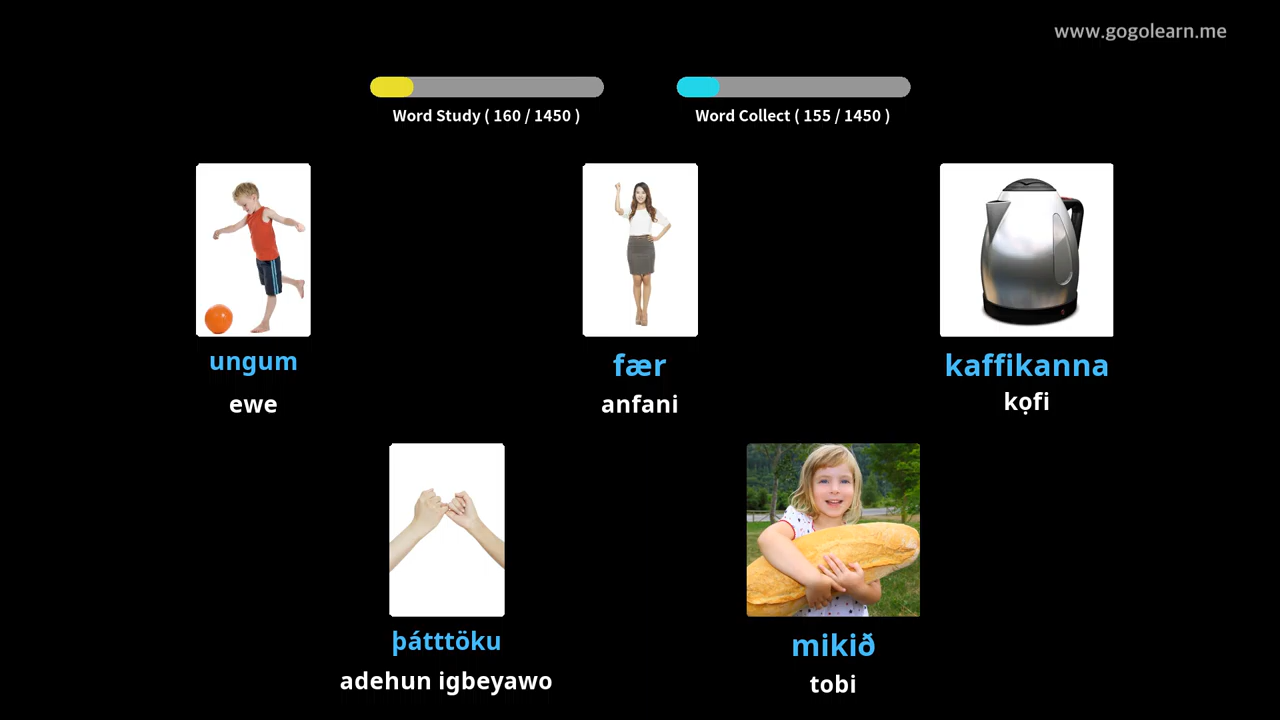 www.gogolearn.me
Word Study ( 160 / 1450 )
Word Collect ( 155 / 1450 )
ungum
ewe
fær
anfani
kaffikanna
kọfi
þátttöku
adehun igbeyawo
mikið
tobi